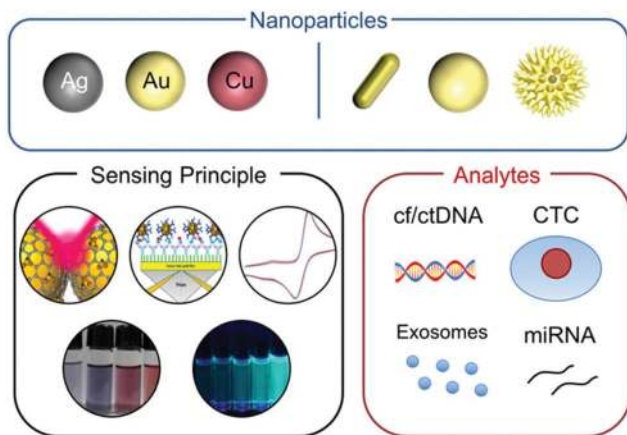 Nanoparticles
Ag Au Cu
Sensing Principle
Analytes
cf/ctDNA CTC
Exosomes miRNA